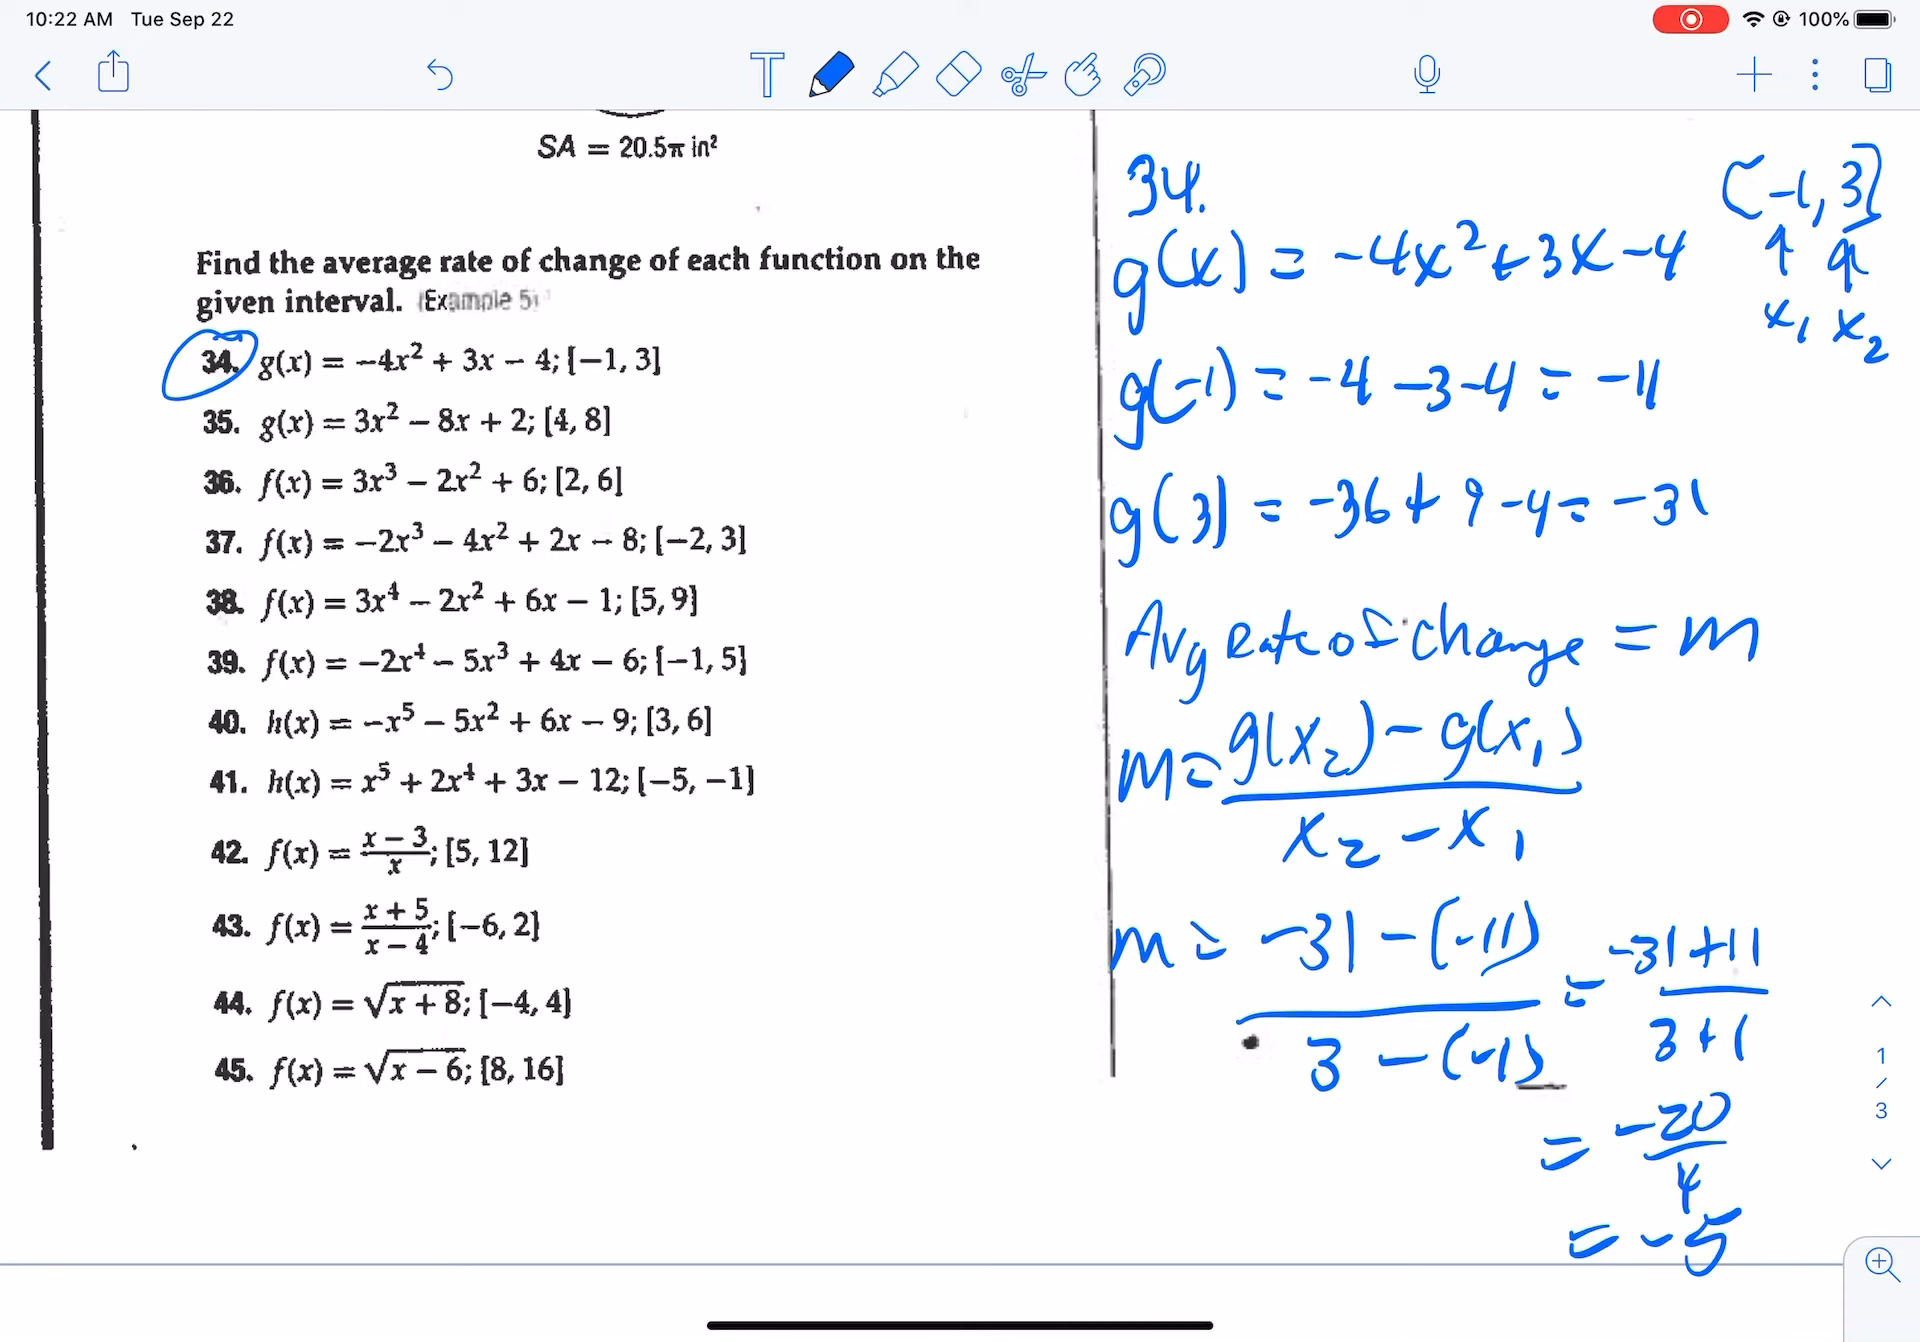 10:22 AM Tue Sep 22
100%
SA = 20.5π in²
Find the average rate of change of each function on the
given interval. (Example 5)
34. g(x) = −4x² + 3x − 4; [−1, 3]
35. g(x) = 3x² − 8x + 2; [4, 8]
36. f(x) = 3x³ − 2x² + 6; [2, 6]
37. f(x) = −2x³ − 4x² + 2x − 8; [−2, 3]
38. f(x) = 3x⁴ − 2x² + 6x − 1; [5, 9]
39. f(x) = −2x⁴ − 5x³ + 4x − 6; [−1, 5]
40. h(x) = −x⁵ − 5x² + 6x − 9; [3, 6]
41. h(x) = x⁵ + 2x⁴ + 3x − 12; [−5, −1]
42. f(x) = (x − 3)/x; [5, 12]
43. f(x) = (x + 5)/(x − 4); [−6, 2]
44. f(x) = √(x + 8); [−4, 4]
45. f(x) = √(x − 6); [8, 16]
34.
[-1, 3]
g(x) = -4x² + 3x - 4
x₁ x₂
g(-1) = -4 - 3 - 4 = -11
g(3) = -36 + 9 - 4 = -31
Avg Rate of change = m
m = (g(x₂) - g(x₁))/(x₂ - x₁)
m = (-31 - (-11))/(3 - (-1)) = (-31 + 11)/(3 + 1)
= -20/4
= -5
1
/
3